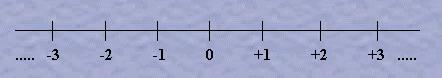 ..... -3 -2 -1 0 +1 +2 +3 .....